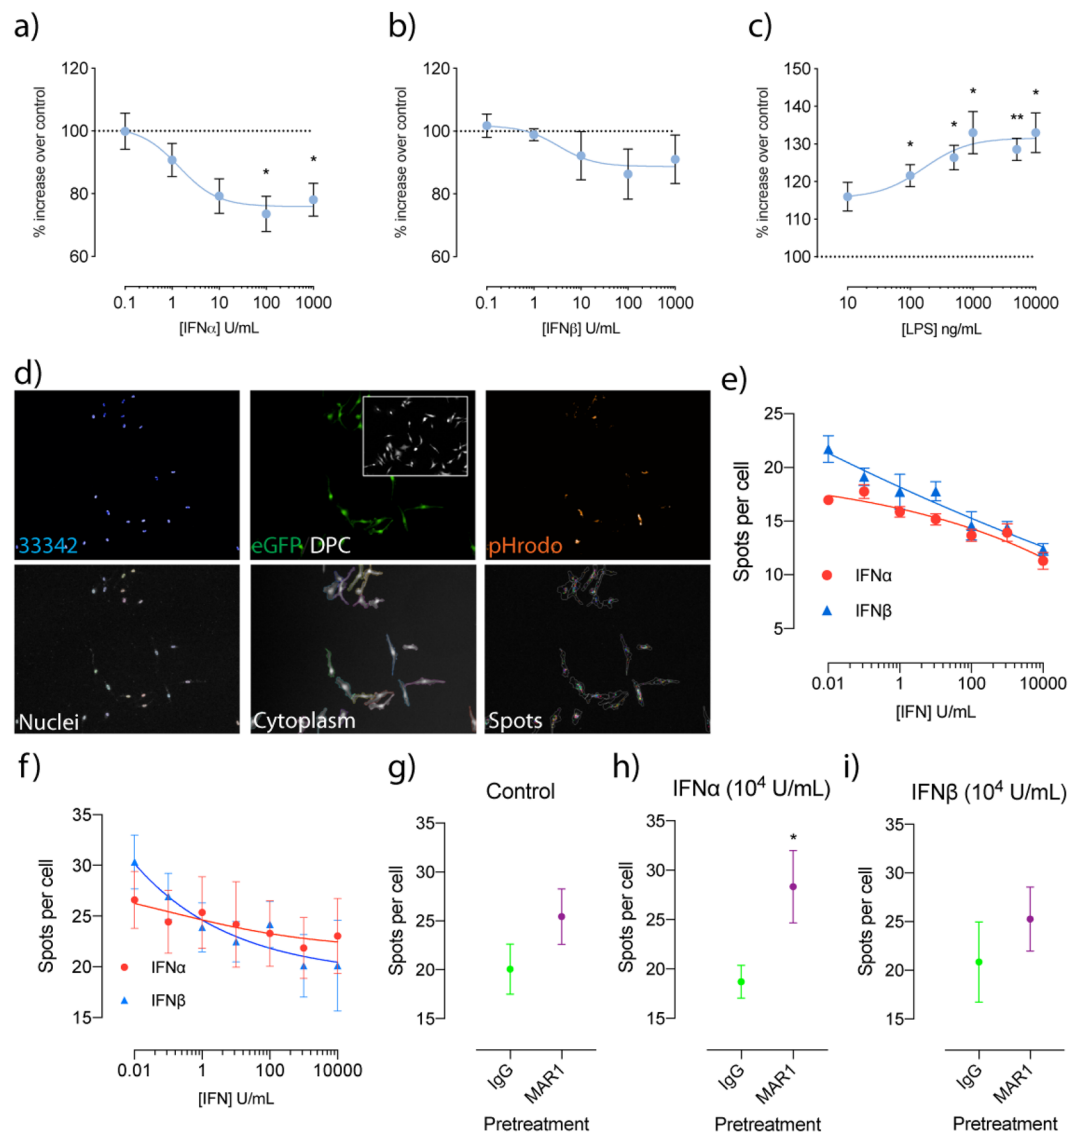 a)
% increase over control
120
100
80
60
0.1 1 10 100 1000
[IFNα] U/mL
* *
b)
% increase over control
120
100
80
60
0.1 1 10 100 1000
[IFNβ] U/mL
c)
% increase over control
150
140
130
120
110
100
10 100 1000 10000
[LPS] ng/mL
* * * ** *
d)
33342
eGFP DPC
pHrodo
Nuclei
Cytoplasm
Spots
e)
Spots per cell
25
20
15
10
5
IFNα
IFNβ
0.01 1 100 10000
[IFN] U/mL
f)
Spots per cell
35
30
25
20
15
IFNα
IFNβ
0.01 1 100 10000
[IFN] U/mL
g)
Control
Spots per cell
35
30
25
20
15
IgG MAR1
Pretreatment
h)
IFNα (10⁴ U/mL)
Spots per cell
35
30
25
20
15
*
IgG MAR1
Pretreatment
i)
IFNβ (10⁴ U/mL)
Spots per cell
35
30
25
20
15
IgG MAR1
Pretreatment